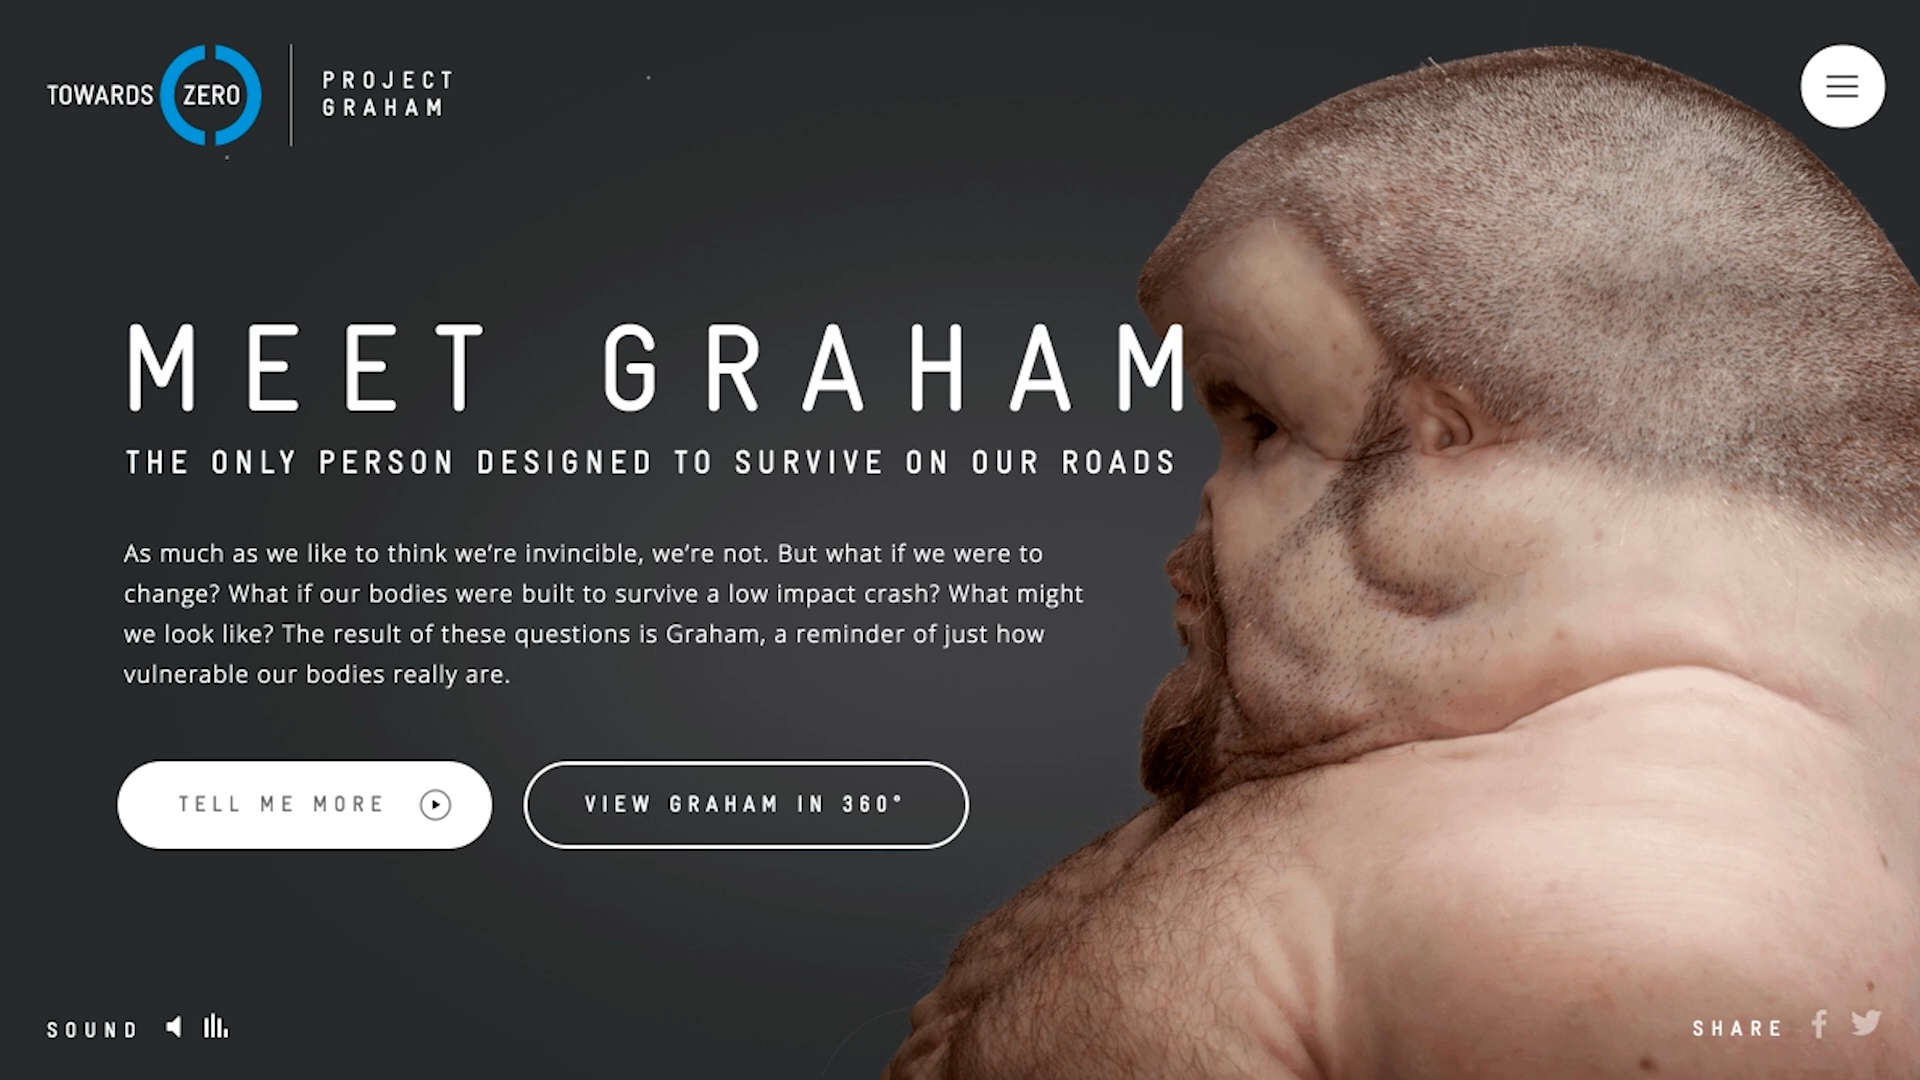 TOWARDS ZERO
PROJECT
GRAHAM
MEET GRAHAM
THE ONLY PERSON DESIGNED TO SURVIVE ON OUR ROADS
As much as we like to think we’re invincible, we’re not. But what if we were to
change? What if our bodies were built to survive a low impact crash? What might
we look like? The result of these questions is Graham, a reminder of just how
vulnerable our bodies really are.
TELL ME MORE
VIEW GRAHAM IN 360°
SOUND
SHARE